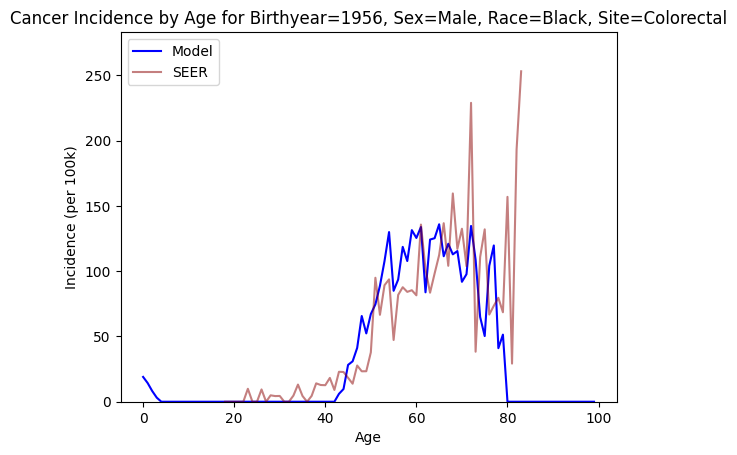 Cancer Incidence by Age for Birthyear=1956, Sex=Male, Race=Black, Site=Colorectal
Model
SEER
250
200
150
100
50
0
Incidence (per 100k)
0 20 40 60 80 100
Age